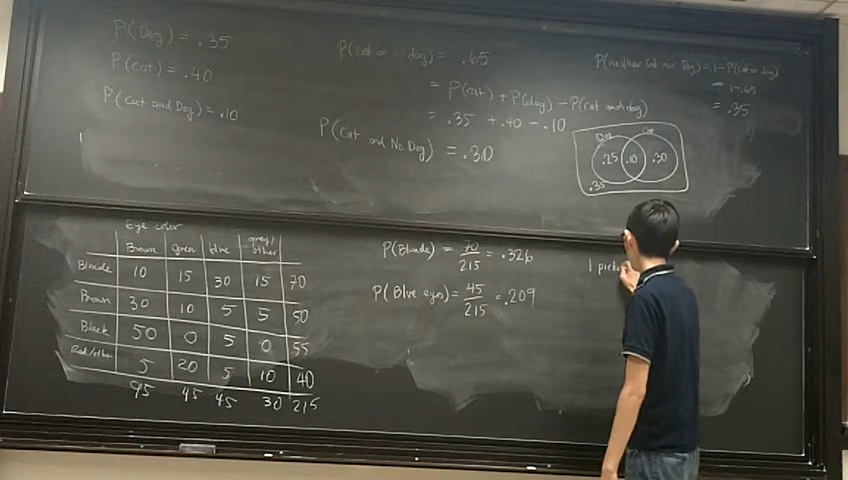 P(Dog) = .35
P(cat) = .40
P(cat and Dog) = .10
P(cat or dog) = .65
= P(cat) + P(dog) - P(cat and dog)
= .35 + .40 - .10
P(cat and No Dog) = .30
P(neither Cat nor Dog) = 1 - P(cat or dog)
= 1 - .65
= .35
Dog Cat
.25 .10 .30
.35
Eye color
Brown green blue grey/other
Blonde 10 15 30 15 70
Brown 30 10 5 5 50
Black 50 0 5 0 55
Red/other 5 20 5 10 40
95 45 45 30 215
P(Blonde) = 70/215 = .326
P(Blue eyes) = 45/215 = .209
1 pick